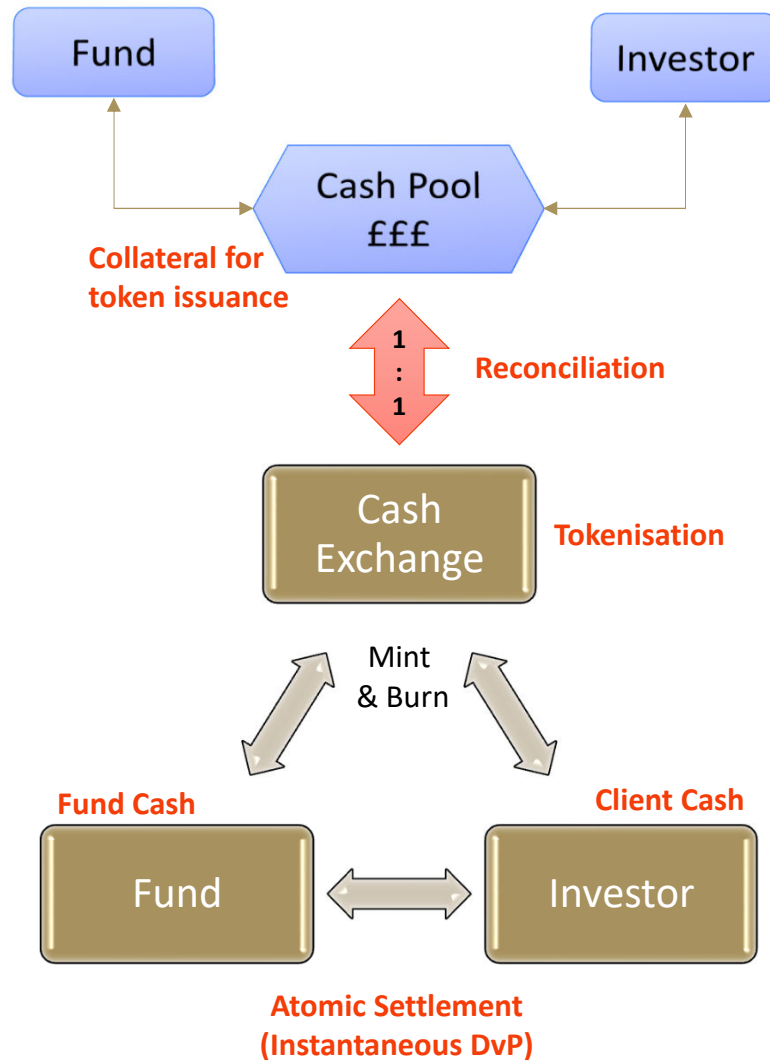 Fund
Investor
Cash Pool
£££
Collateral for
token issuance
1
:
1
Reconciliation
Cash
Exchange
Tokenisation
Mint
& Burn
Fund Cash
Client Cash
Fund
Investor
Atomic Settlement
(Instantaneous DvP)